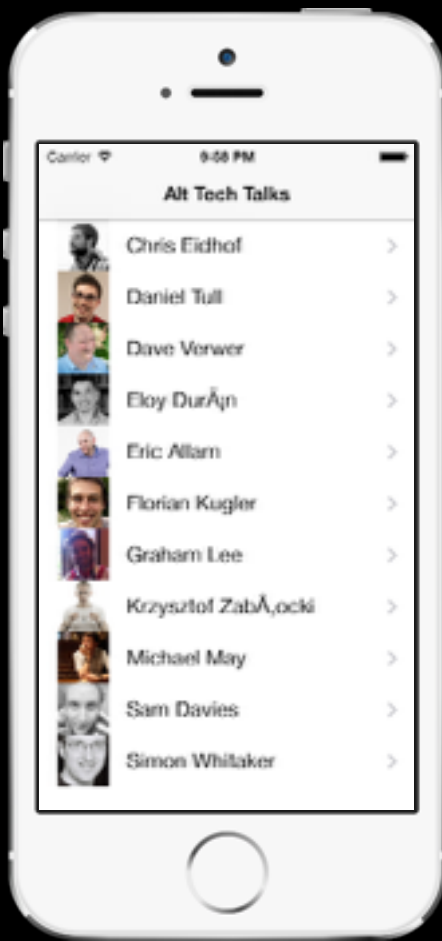 Carrier
9:58 PM
Alt Tech Talks
Chris Eidhof
Daniel Tull
Dave Verwer
Eloy DurÃ¡n
Eric Allam
Florian Kugler
Graham Lee
Krzysztof ZabÅ‚ocki
Michael May
Sam Davies
Simon Whitaker